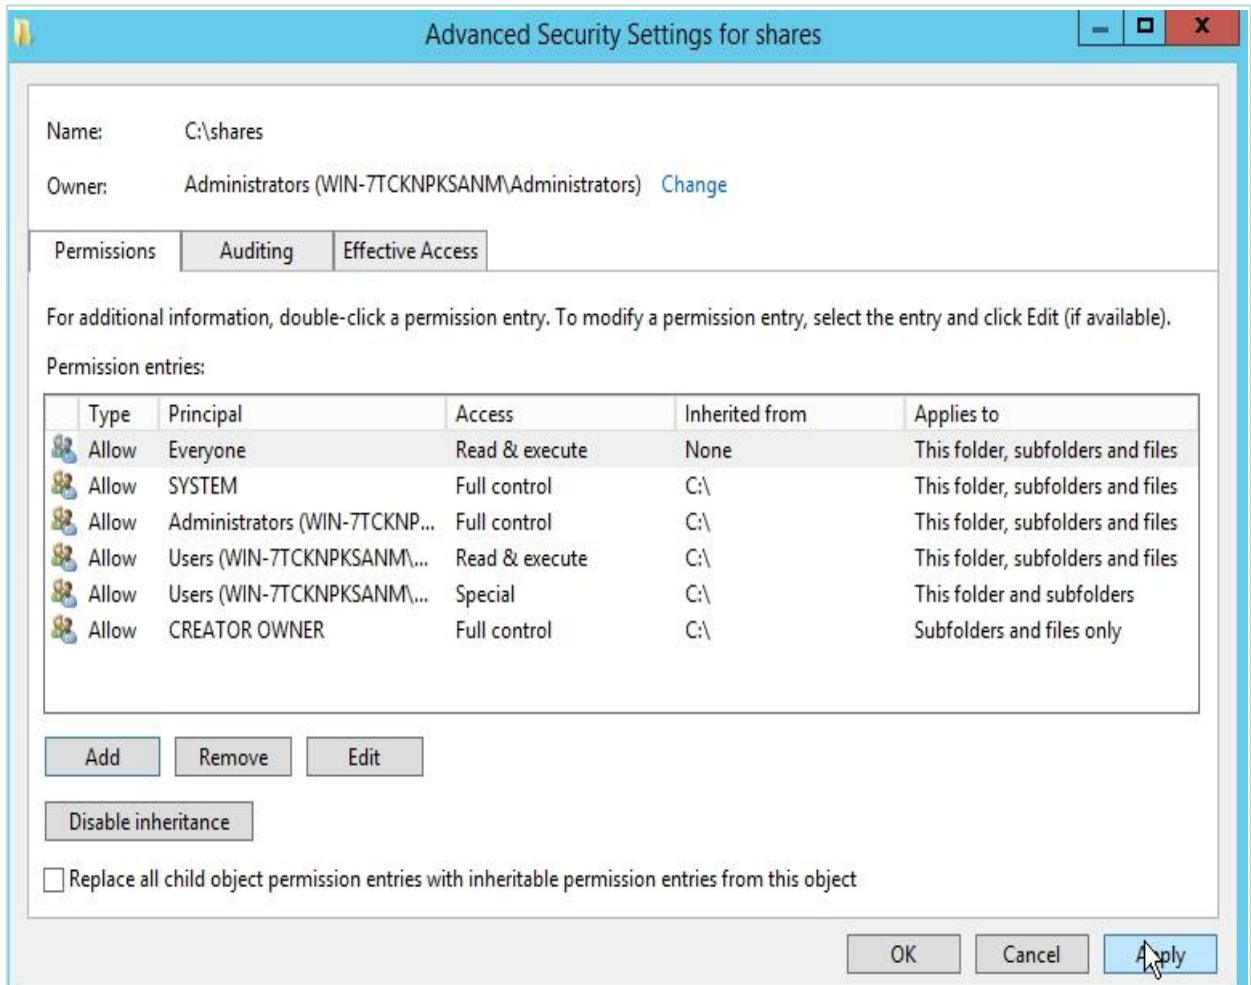 Advanced Security Settings for shares
Name: C:\shares
Owner: Administrators (WIN-7TCKNPKSANM\Administrators) Change
Permissions Auditing Effective Access
For additional information, double-click a permission entry. To modify a permission entry, select the entry and click Edit (if available).
Permission entries:
Type Principal Access Inherited from Applies to
Allow Everyone Read & execute None This folder, subfolders and files
Allow SYSTEM Full control C:\ This folder, subfolders and files
Allow Administrators (WIN-7TCKNP... Full control C:\ This folder, subfolders and files
Allow Users (WIN-7TCKNPKSANM\... Read & execute C:\ This folder, subfolders and files
Allow Users (WIN-7TCKNPKSANM\... Special C:\ This folder and subfolders
Allow CREATOR OWNER Full control C:\ Subfolders and files only
Add Remove Edit
Disable inheritance
Replace all child object permission entries with inheritable permission entries from this object
OK Cancel Apply